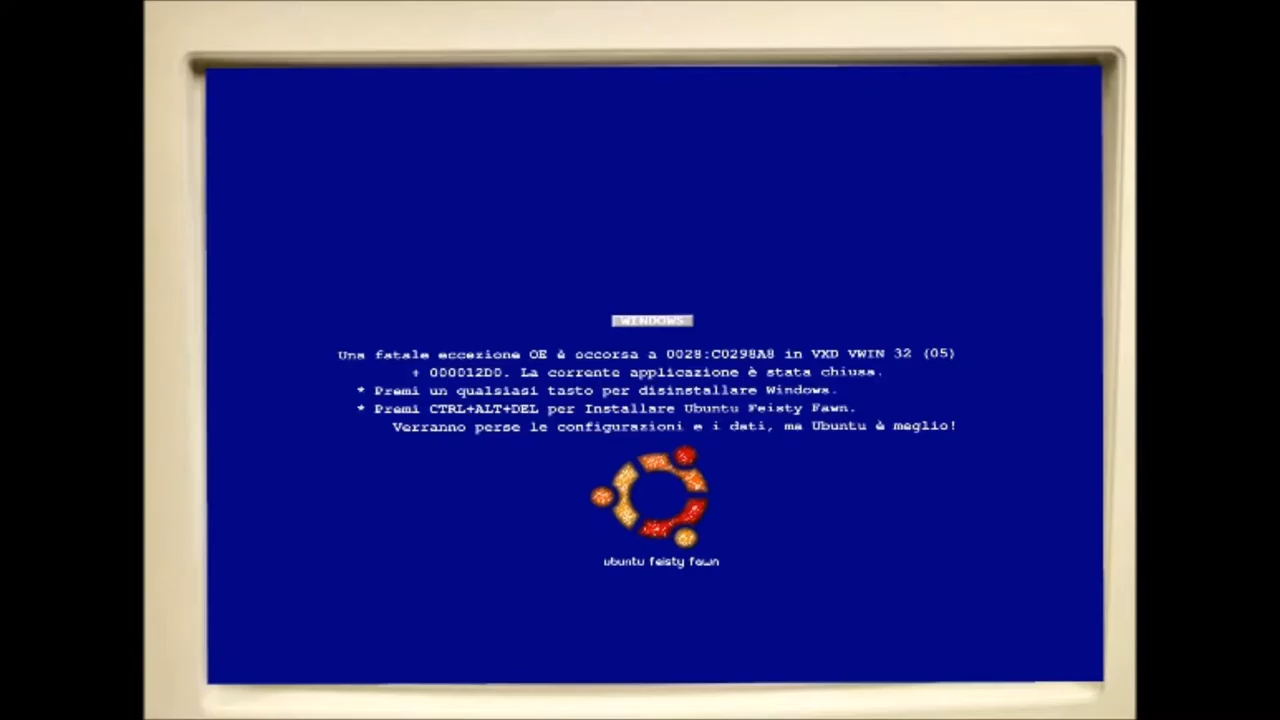 WINDOWS
Una fatale eccezione OE è occorsa a 0028:C0298A8 in VXD VWIN 32 (05)
+ 000012D0. La corrente applicazione è stata chiusa.
* Premi un qualsiasi tasto per disinstallare Windows.
* Premi CTRL+ALT+DEL per Installare Ubuntu Feisty Fawn.
Verranno perse le configurazioni e i dati, ma Ubuntu è meglio!
ubuntu feisty fawn